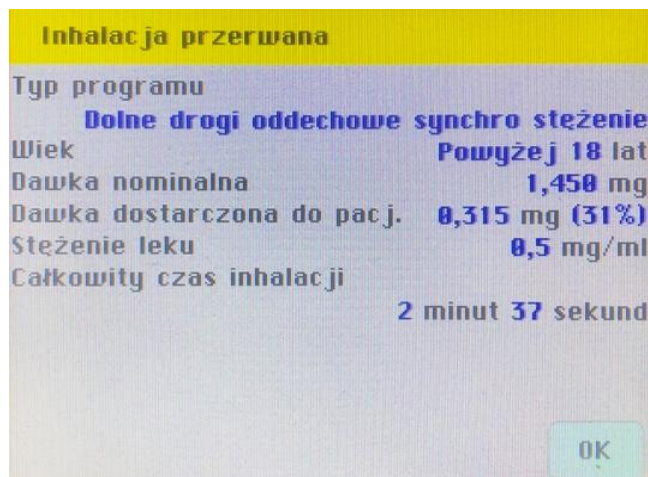 Inhalacja przerwana
Typ programu
Dolne drogi oddechowe synchro stężenie
Wiek Powyżej 18 lat
Dawka nominalna 1,450 mg
Dawka dostarczona do pacj. 0,315 mg (31%)
Stężenie leku 0,5 mg/ml
Całkowity czas inhalacji
2 minut 37 sekund
OK